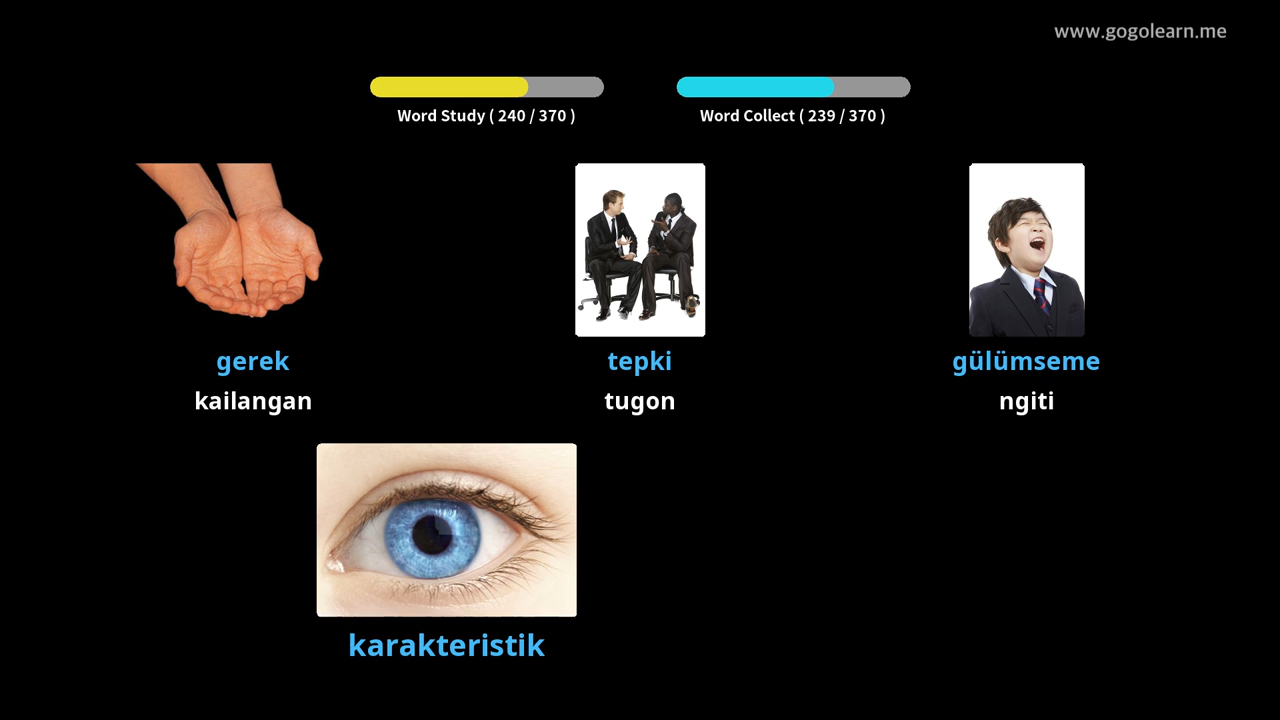 www.gogolearn.me
Word Study ( 240 / 370 )
Word Collect ( 239 / 370 )
gerek
kailangan
tepki
tugon
gülümseme
ngiti
karakteristik